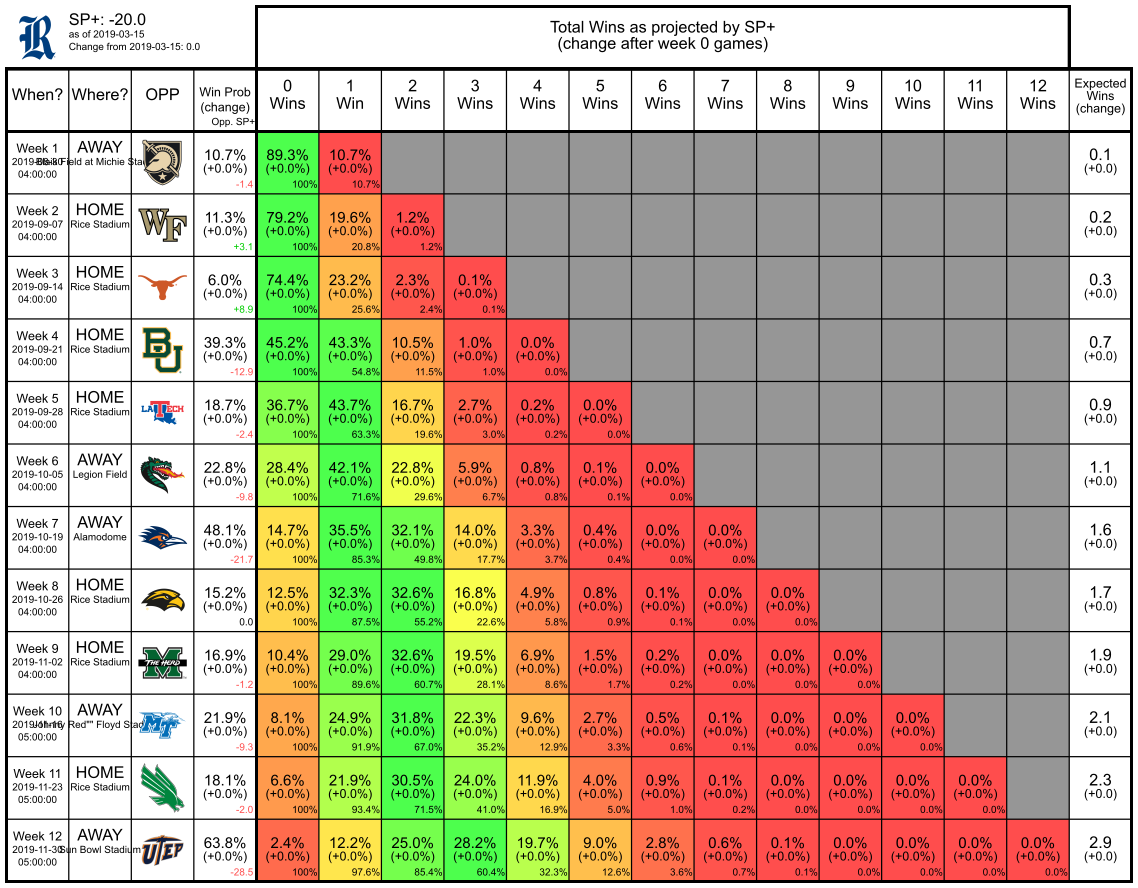 R
SP+: -20.0
as of 2019-03-15
Change from 2019-03-15: 0.0
Total Wins as projected by SP+
(change after week 0 games)
When? Where? OPP Win Prob (change) Opp. SP+ 0 Wins 1 Win 2 Wins 3 Wins 4 Wins 5 Wins 6 Wins 7 Wins 8 Wins 9 Wins 10 Wins 11 Wins 12 Wins Expected Wins (change)
Week 1 AWAY 10.7% 89.3% 10.7% 0.1
04:00:00 Field at Michie (+0.0%) (+0.0%) (+0.0%) (+0.0)
-1.4 100% 10.7%
Week 2 HOME WF 11.3% 79.2% 19.6% 1.2% 0.2
2019-09-07 Rice Stadium (+0.0%) (+0.0%) (+0.0%) (+0.0%) (+0.0)
04:00:00 +3.1 100% 20.8% 1.2%
Week 3 HOME 6.0% 74.4% 23.2% 2.3% 0.1% 0.3
2019-09-14 Rice Stadium (+0.0%) (+0.0%) (+0.0%) (+0.0%) (+0.0%) (+0.0)
04:00:00 +8.9 100% 25.6% 2.4% 0.1%
Week 4 HOME BU 39.3% 45.2% 43.3% 10.5% 1.0% 0.0% 0.7
2019-09-21 Rice Stadium (+0.0%) (+0.0%) (+0.0%) (+0.0%) (+0.0%) (+0.0%) (+0.0)
04:00:00 -12.9 100% 54.8% 11.5% 1.0% 0.0%
Week 5 HOME LA TECH 18.7% 36.7% 43.7% 16.7% 2.7% 0.2% 0.0% 0.9
2019-09-28 Rice Stadium (+0.0%) (+0.0%) (+0.0%) (+0.0%) (+0.0%) (+0.0%) (+0.0%) (+0.0)
04:00:00 -2.4 100% 63.3% 19.6% 3.0% 0.2% 0.0%
Week 6 AWAY 22.8% 28.4% 42.1% 22.8% 5.9% 0.8% 0.1% 0.0% 1.1
2019-10-05 Legion Field (+0.0%) (+0.0%) (+0.0%) (+0.0%) (+0.0%) (+0.0%) (+0.0%) (+0.0%) (+0.0)
04:00:00 -9.8 100% 71.6% 29.6% 6.7% 0.8% 0.1% 0.0%
Week 7 AWAY 48.1% 14.7% 35.5% 32.1% 14.0% 3.3% 0.4% 0.0% 0.0% 1.6
2019-10-19 Alamodome (+0.0%) (+0.0%) (+0.0%) (+0.0%) (+0.0%) (+0.0%) (+0.0%) (+0.0%) (+0.0%) (+0.0)
04:00:00 -21.7 100% 85.3% 49.8% 17.7% 3.7% 0.4% 0.0% 0.0%
Week 8 HOME 15.2% 12.5% 32.3% 32.6% 16.8% 4.9% 0.8% 0.1% 0.0% 0.0% 1.7
2019-10-26 Rice Stadium (+0.0%) (+0.0%) (+0.0%) (+0.0%) (+0.0%) (+0.0%) (+0.0%) (+0.0%) (+0.0%) (+0.0%) (+0.0)
04:00:00 0.0 100% 87.5% 55.2% 22.6% 5.8% 0.9% 0.1% 0.0% 0.0%
Week 9 HOME M THE HERD 16.9% 10.4% 29.0% 32.6% 19.5% 6.9% 1.5% 0.2% 0.0% 0.0% 0.0% 1.9
2019-11-02 Rice Stadium (+0.0%) (+0.0%) (+0.0%) (+0.0%) (+0.0%) (+0.0%) (+0.0%) (+0.0%) (+0.0%) (+0.0%) (+0.0%) (+0.0)
04:00:00 -1.2 100% 89.6% 60.7% 28.1% 8.6% 1.7% 0.2% 0.0% 0.0% 0.0%
Week 10 AWAY MT 21.9% 8.1% 24.9% 31.8% 22.3% 9.6% 2.7% 0.5% 0.1% 0.0% 0.0% 0.0% 2.1
Red"" Floyd (+0.0%) (+0.0%) (+0.0%) (+0.0%) (+0.0%) (+0.0%) (+0.0%) (+0.0%) (+0.0%) (+0.0%) (+0.0%) (+0.0%) (+0.0)
05:00:00 -9.3 100% 91.9% 67.0% 35.2% 12.9% 3.3% 0.6% 0.1% 0.0% 0.0% 0.0%
Week 11 HOME 18.1% 6.6% 21.9% 30.5% 24.0% 11.9% 4.0% 0.9% 0.1% 0.0% 0.0% 0.0% 0.0% 2.3
2019-11-23 Rice Stadium (+0.0%) (+0.0%) (+0.0%) (+0.0%) (+0.0%) (+0.0%) (+0.0%) (+0.0%) (+0.0%) (+0.0%) (+0.0%) (+0.0%) (+0.0%) (+0.0)
05:00:00 -2.0 100% 93.4% 71.5% 41.0% 16.9% 5.0% 1.0% 0.2% 0.0% 0.0% 0.0% 0.0%
Week 12 AWAY UTEP 63.8% 2.4% 12.2% 25.0% 28.2% 19.7% 9.0% 2.8% 0.6% 0.1% 0.0% 0.0% 0.0% 0.0% 2.9
2019-11-30 Sun Bowl Stadium (+0.0%) (+0.0%) (+0.0%) (+0.0%) (+0.0%) (+0.0%) (+0.0%) (+0.0%) (+0.0%) (+0.0%) (+0.0%) (+0.0%) (+0.0%) (+0.0%) (+0.0)
05:00:00 -28.5 100% 97.6% 85.4% 60.4% 32.3% 12.6% 3.6% 0.7% 0.1% 0.0% 0.0% 0.0% 0.0%